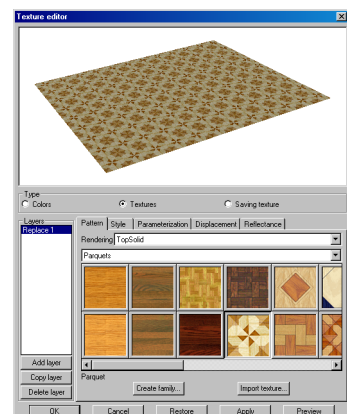 Texture editor
Type
Colors
Textures
Saving texture
Layers
Replace 1
Pattern Style Parameterization Displacement Reflectance
Rendering TopSolid
Parquets
Parquet
Add layer
Copy layer
Delete layer
Create family...
Import texture...
OK Cancel Restore Apply Preview